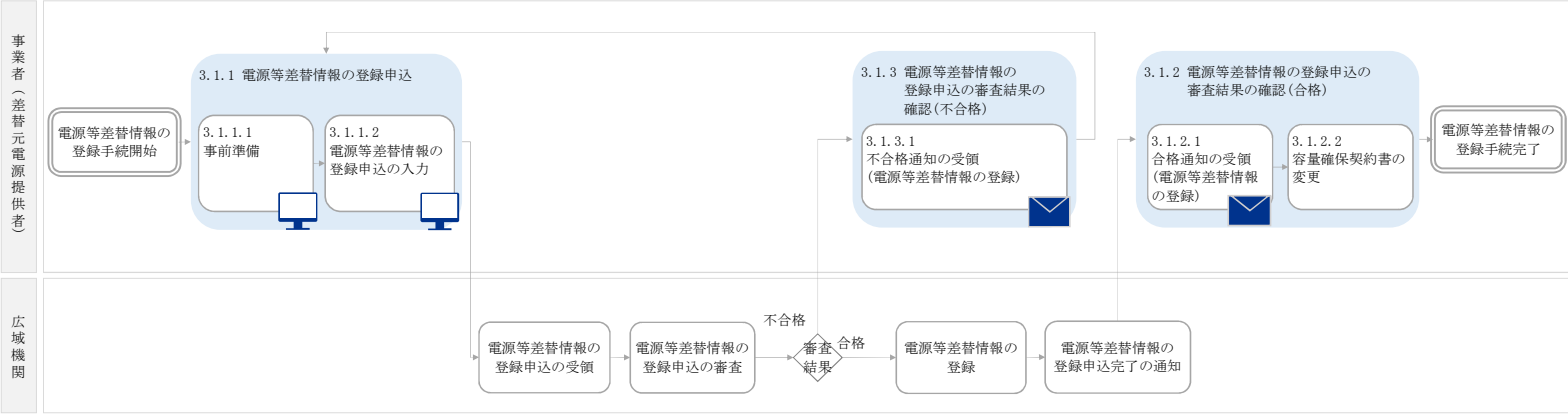 事業者（差替元電源提供者）
電源等差替情報の
登録手続開始
3.1.1 電源等差替情報の登録申込
3.1.1.1
事前準備
3.1.1.2
電源等差替情報の
登録申込の入力
3.1.3 電源等差替情報の
登録申込の審査結果の
確認(不合格)
3.1.3.1
不合格通知の受領
(電源等差替情報の登録)
3.1.2 電源等差替情報の登録申込の
審査結果の確認(合格)
3.1.2.1
合格通知の受領
(電源等差替情報
の登録)
3.1.2.2
容量確保契約書の
変更
電源等差替情報の
登録手続完了
広域機関
電源等差替情報の
登録申込の受領
電源等差替情報の
登録申込の審査
不合格
審査
結果
合格
電源等差替情報の
登録
電源等差替情報の
登録申込完了の通知